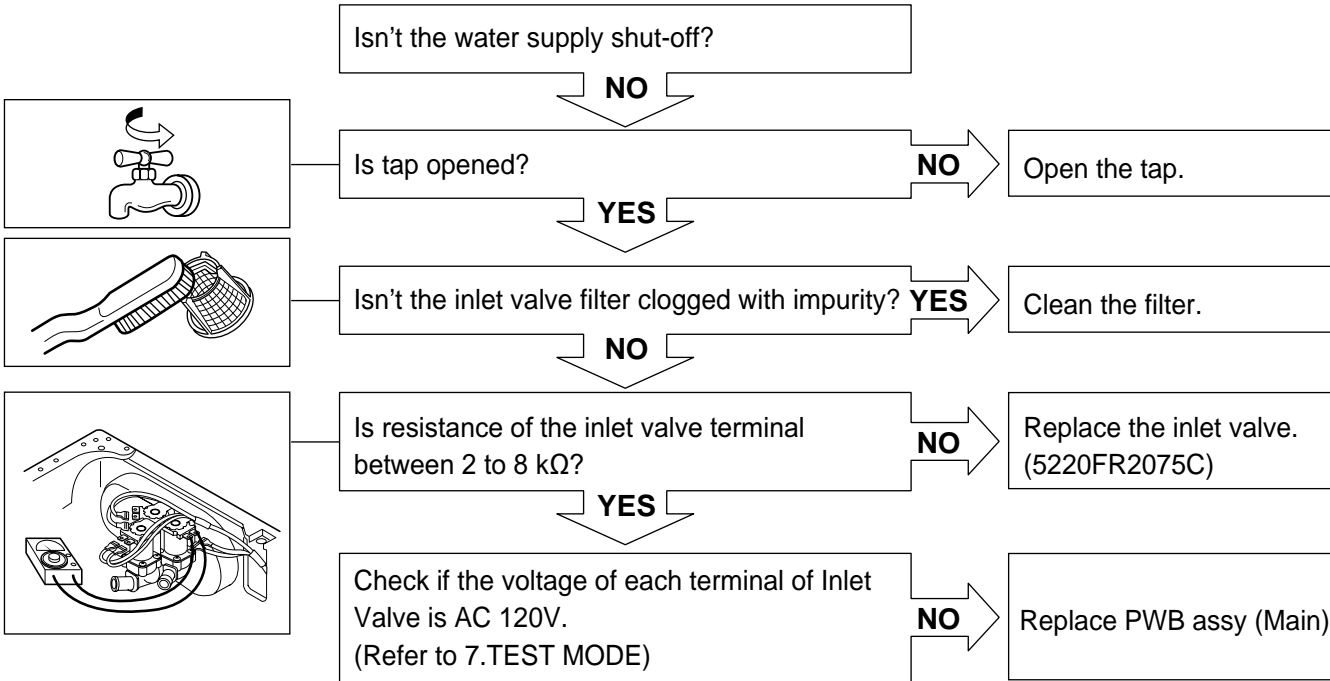 Isn't the water supply shut-off?
NO
Is tap opened?
NO
Open the tap.
YES
Isn't the inlet valve filter clogged with impurity?
YES
Clean the filter.
NO
Is resistance of the inlet valve terminal
between 2 to 8 kΩ?
NO
Replace the inlet valve.
(5220FR2075C)
YES
Check if the voltage of each terminal of Inlet
Valve is AC 120V.
(Refer to 7.TEST MODE)
NO
Replace PWB assy (Main)